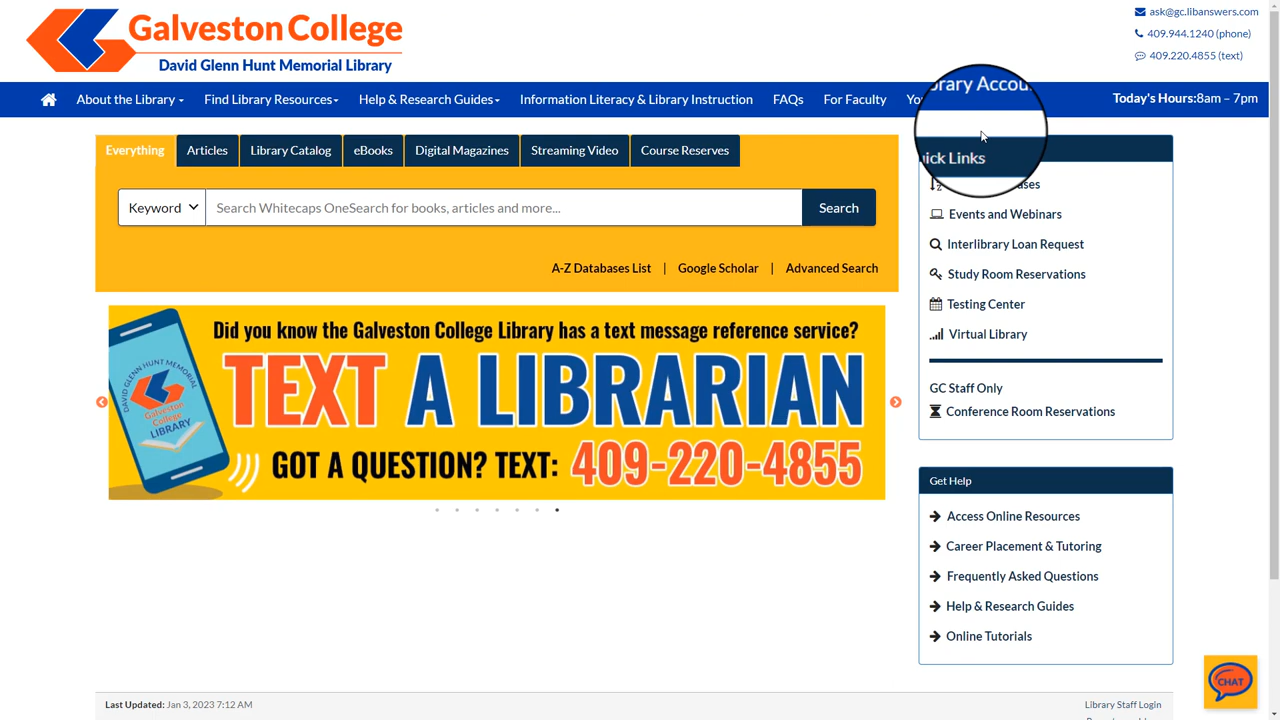 Galveston College
David Glenn Hunt Memorial Library
ask@gc.libanswers.com
409.944.1240 (phone)
409.220.4855 (text)
About the Library
Find Library Resources
Help & Research Guides
Information Literacy & Library Instruction
FAQs
For Faculty
Library Accou
Today's Hours:8am – 7pm
Everything
Articles
Library Catalog
eBooks
Digital Magazines
Streaming Video
Course Reserves
Keyword
Search Whitecaps OneSearch for books, articles and more...
Search
A-Z Databases List | Google Scholar | Advanced Search
Did you know the Galveston College Library has a text message reference service?
TEXT A LIBRARIAN
GOT A QUESTION? TEXT: 409-220-4855
DAVID GLENN HUNT MEMORIAL
LIBRARY
Quick Links
Events and Webinars
Interlibrary Loan Request
Study Room Reservations
Testing Center
Virtual Library
GC Staff Only
Conference Room Reservations
Get Help
Access Online Resources
Career Placement & Tutoring
Frequently Asked Questions
Help & Research Guides
Online Tutorials
CHAT
Last Updated: Jan 3, 2023 7:12 AM
Library Staff Login